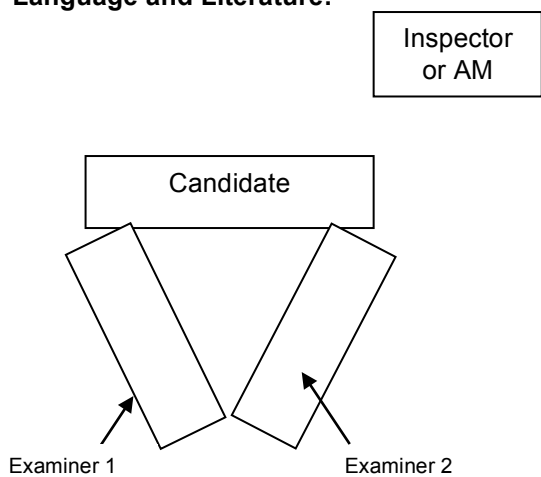 Language and Literature:
Inspector
or AM
Candidate
Examiner 1
Examiner 2